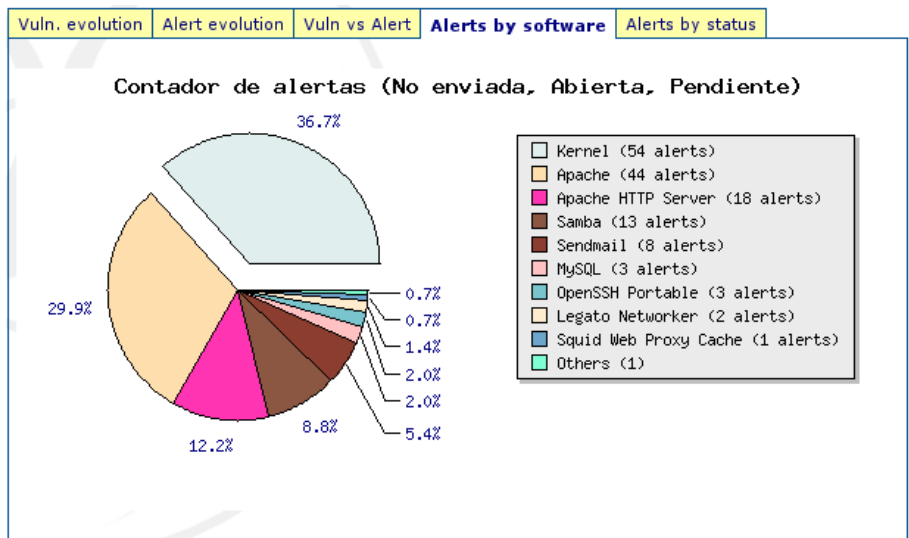 Vuln. evolution Alert evolution Vuln vs Alert Alerts by software Alerts by status
Contador de alertas (No enviada, Abierta, Pendiente)
36.7%
29.9%
12.2%
8.8%
0.7%
0.7%
1.4%
2.0%
2.0%
5.4%
Kernel (54 alerts)
Apache (44 alerts)
Apache HTTP Server (18 alerts)
Samba (13 alerts)
Sendmail (8 alerts)
MySQL (3 alerts)
OpenSSH Portable (3 alerts)
Legato Networker (2 alerts)
Squid Web Proxy Cache (1 alerts)
Others (1)